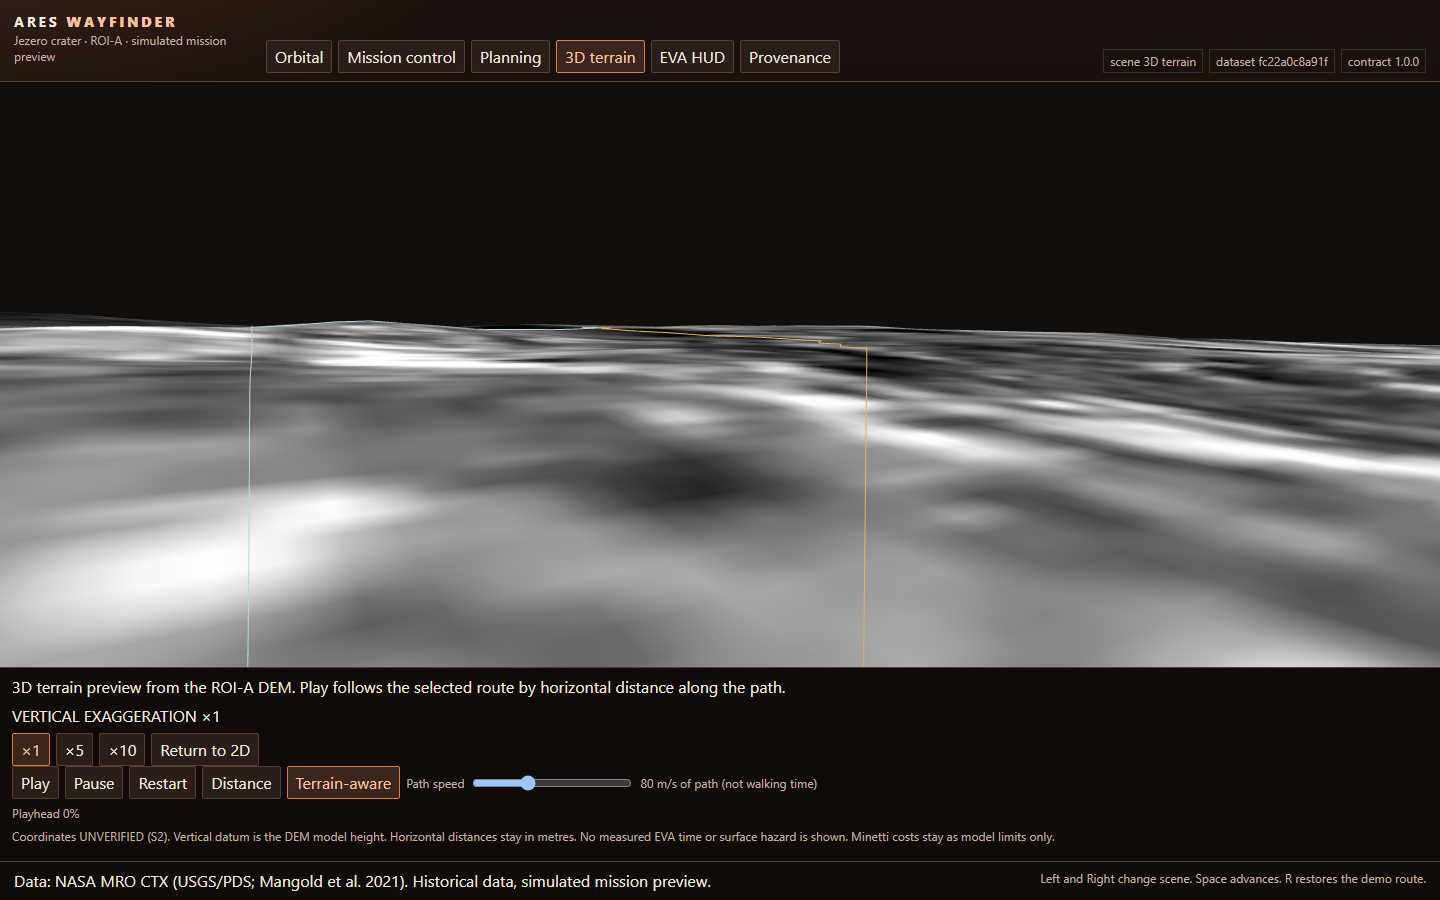 ARES WAYFINDER
Jezero crater · ROI-A · simulated mission
preview
Orbital
Mission control
Planning
3D terrain
EVA HUD
Provenance
scene 3D terrain
dataset fc22a0c8a91f
contract 1.0.0
3D terrain preview from the ROI-A DEM. Play follows the selected route by horizontal distance along the path.
VERTICAL EXAGGERATION ×1
×1
×5
×10
Return to 2D
Play
Pause
Restart
Distance
Terrain-aware
Path speed
80 m/s of path (not walking time)
Playhead 0%
Coordinates UNVERIFIED (S2). Vertical datum is the DEM model height. Horizontal distances stay in metres. No measured EVA time or surface hazard is shown. Minetti costs stay as model limits only.
Data: NASA MRO CTX (USGS/PDS; Mangold et al. 2021). Historical data, simulated mission preview.
Left and Right change scene. Space advances. R restores the demo route.